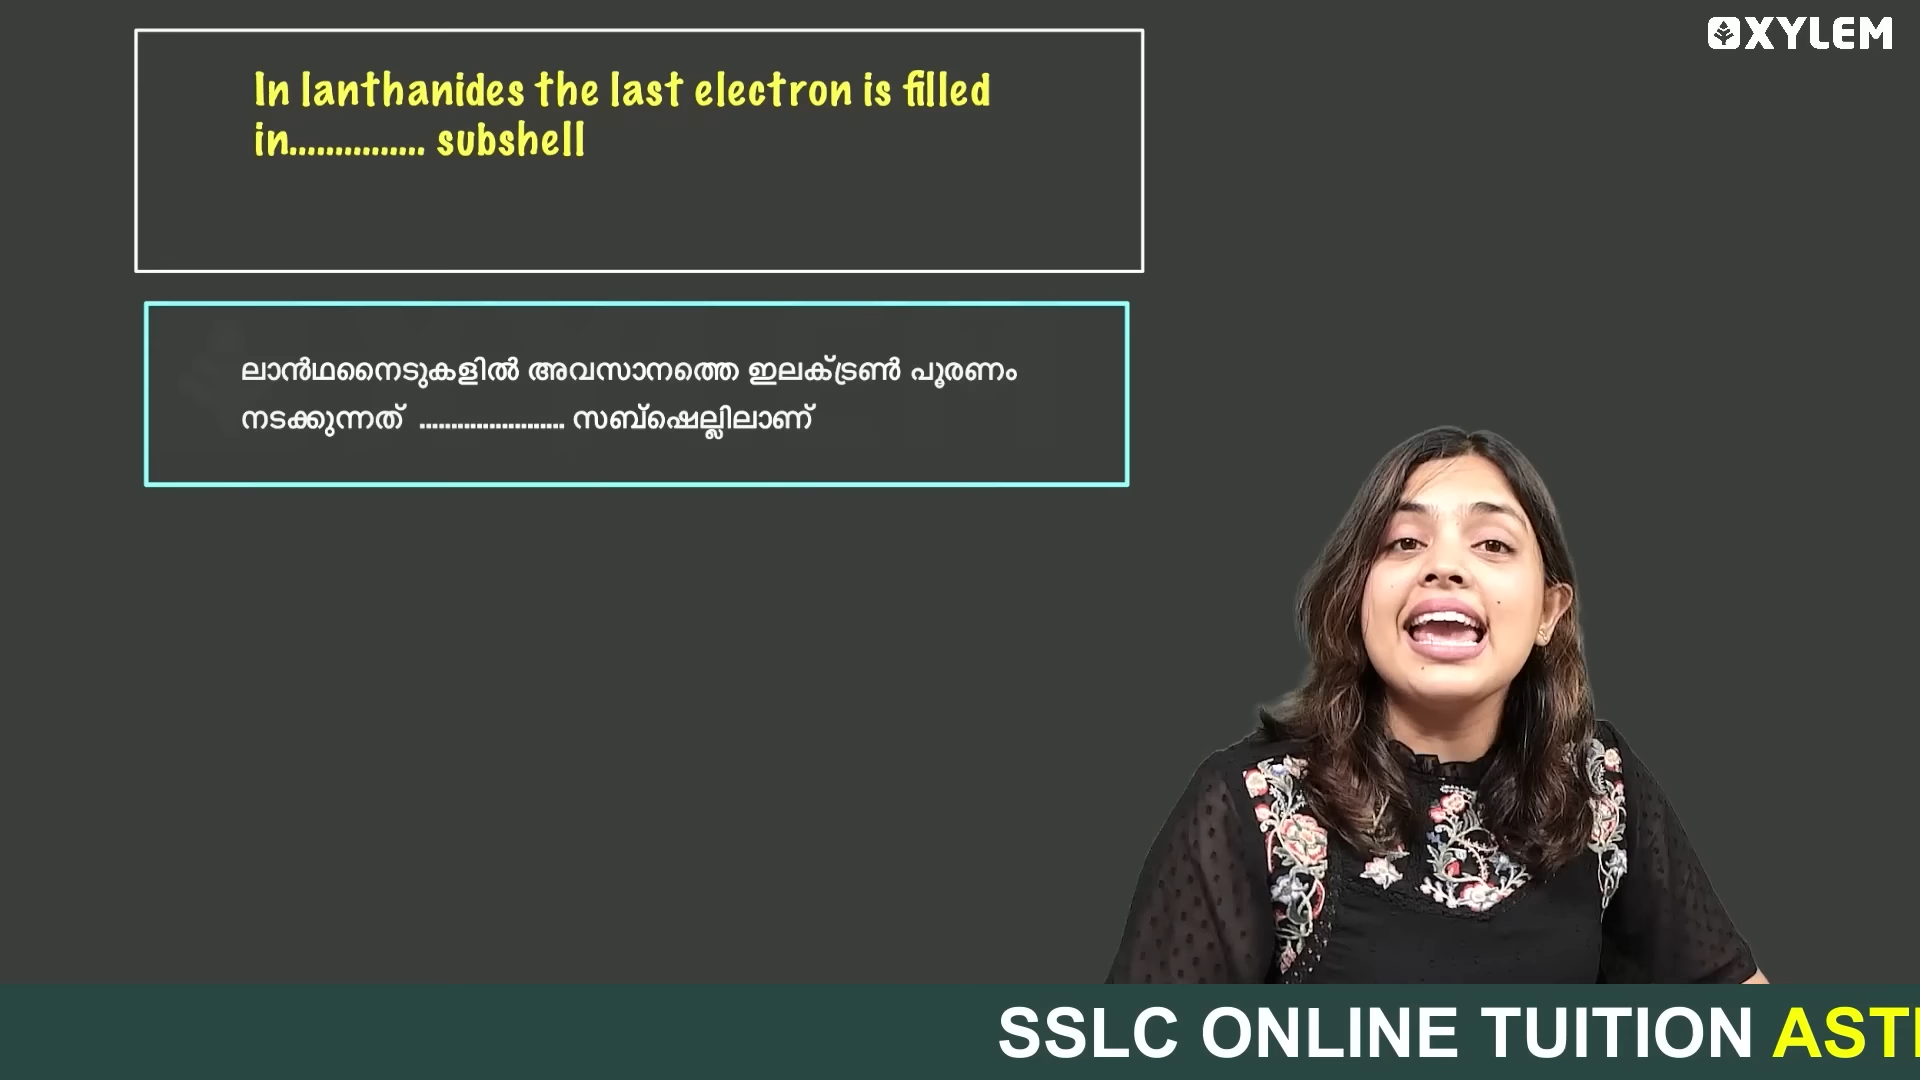 XYLEM
In lanthanides the last electron is filled
in............... subshell
ലാൻഥനൈടുകളിൽ അവസാനത്തെ ഇലക്ട്രൺ പൂരണം
നടക്കുന്നത് ....................... സബ്ഷെല്ലിലാണ്
SSLC ONLINE TUITION